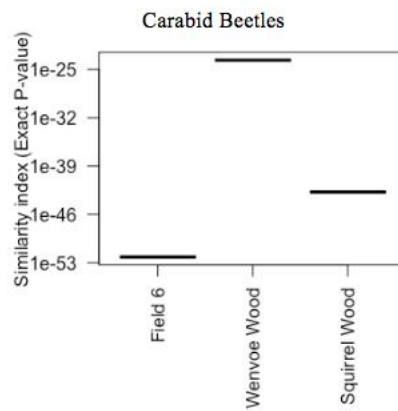 Carabid Beetles
Similarity index (Exact P-value)
1e-25
1e-32
1e-39
1e-46
1e-53
Field 6
Wenvoe Wood
Squirrel Wood